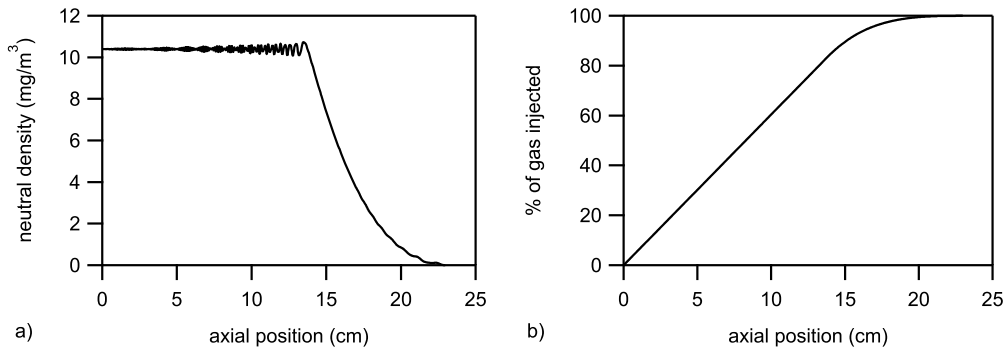 12
10
8
6
4
2
0
neutral density (mg/m³)
0 5 10 15 20 25
axial position (cm)
a)
100
80
60
40
20
0
% of gas injected
0 5 10 15 20 25
axial position (cm)
b)